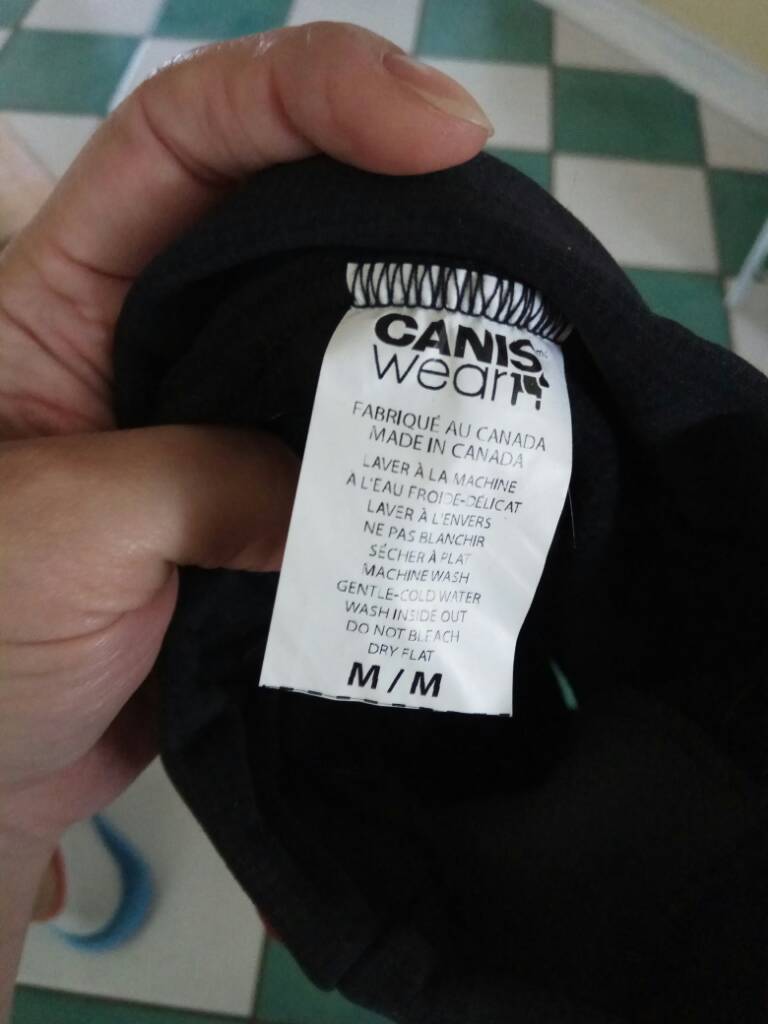 CANIS
wear
FABRIQUÉ AU CANADA
MADE IN CANADA
LAVER À LA MACHINE
À L'EAU FROIDE-DÉLICAT
LAVER À L'ENVERS
NE PAS BLANCHIR
SÉCHER À PLAT
MACHINE WASH
GENTLE-COLD WATER
WASH INSIDE OUT
DO NOT BLEACH
DRY FLAT
M / M